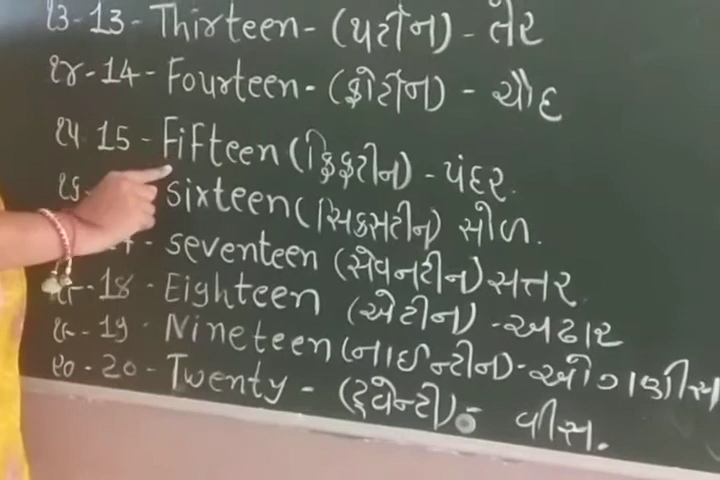 ૧૩-13-Thirteen-(થર્ટીન)-તેર
૧૪-14-Fourteen-(ફોર્ટીન)-ચૌદ
૧૫ 15-Fifteen(ફિફ્ટીન)-પંદર.
૧૬- sixteen(સિક્સટીન) સોળ.
seventeen (સેવનટીન) સત્તર
૧૮-18-Eighteen (એટીન)-અઢાર
૧૯-19-Nineteen(નાઈન્ટીન)-ઓગણીસ
૨૦-20-Twenty-(ટ્વેન્ટી)- વીસ.